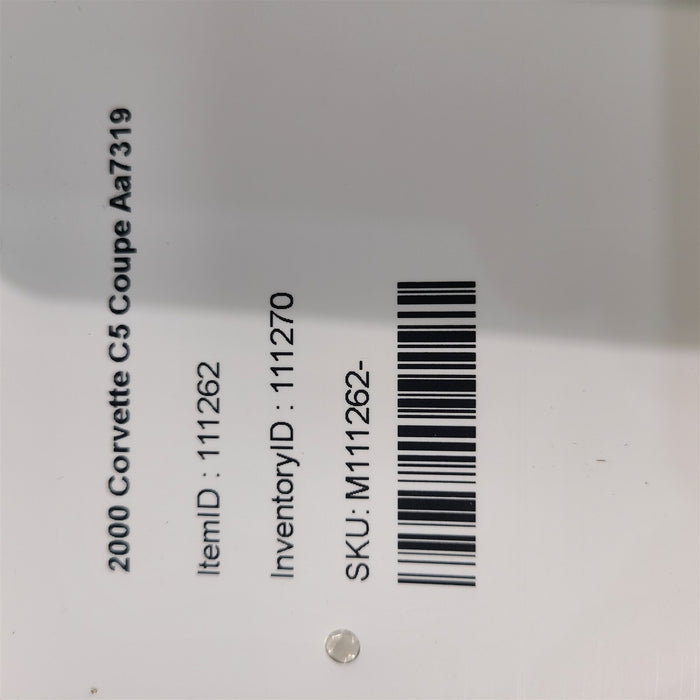 2000 Corvette C5 Coupe Aa7319
ItemID : 111262
InventoryID : 111270
SKU: M111262-